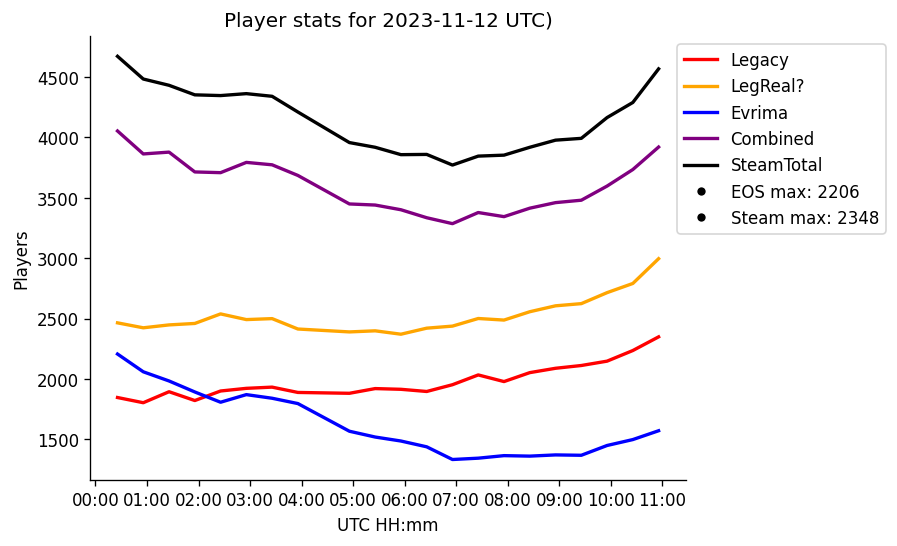 Player stats for 2023-11-12 UTC)
Legacy
LegReal?
Evrima
Combined
SteamTotal
EOS max: 2206
Steam max: 2348
Players
4500
4000
3500
3000
2500
2000
1500
00:00 01:00 02:00 03:00 04:00 05:00 06:00 07:00 08:00 09:00 10:00 11:00
UTC HH:mm